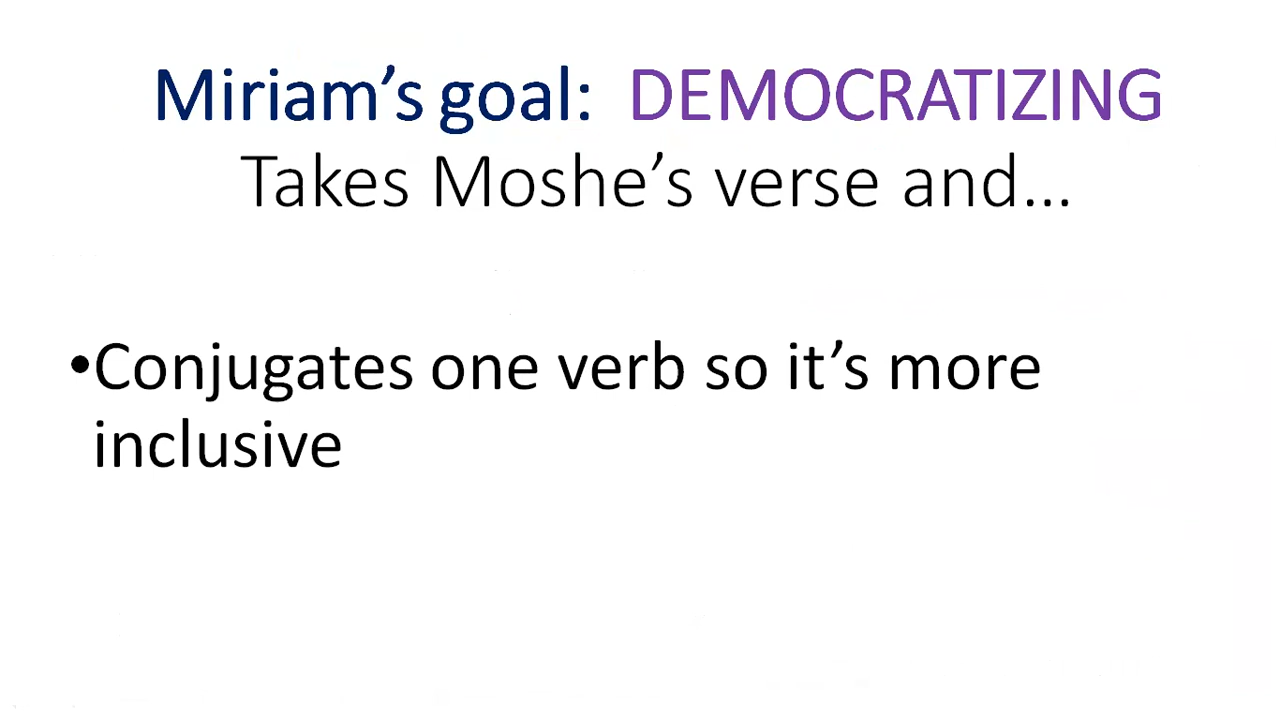 Miriam’s goal:  DEMOCRATIZING
Takes Moshe’s verse and...
•Conjugates one verb so it’s more
inclusive